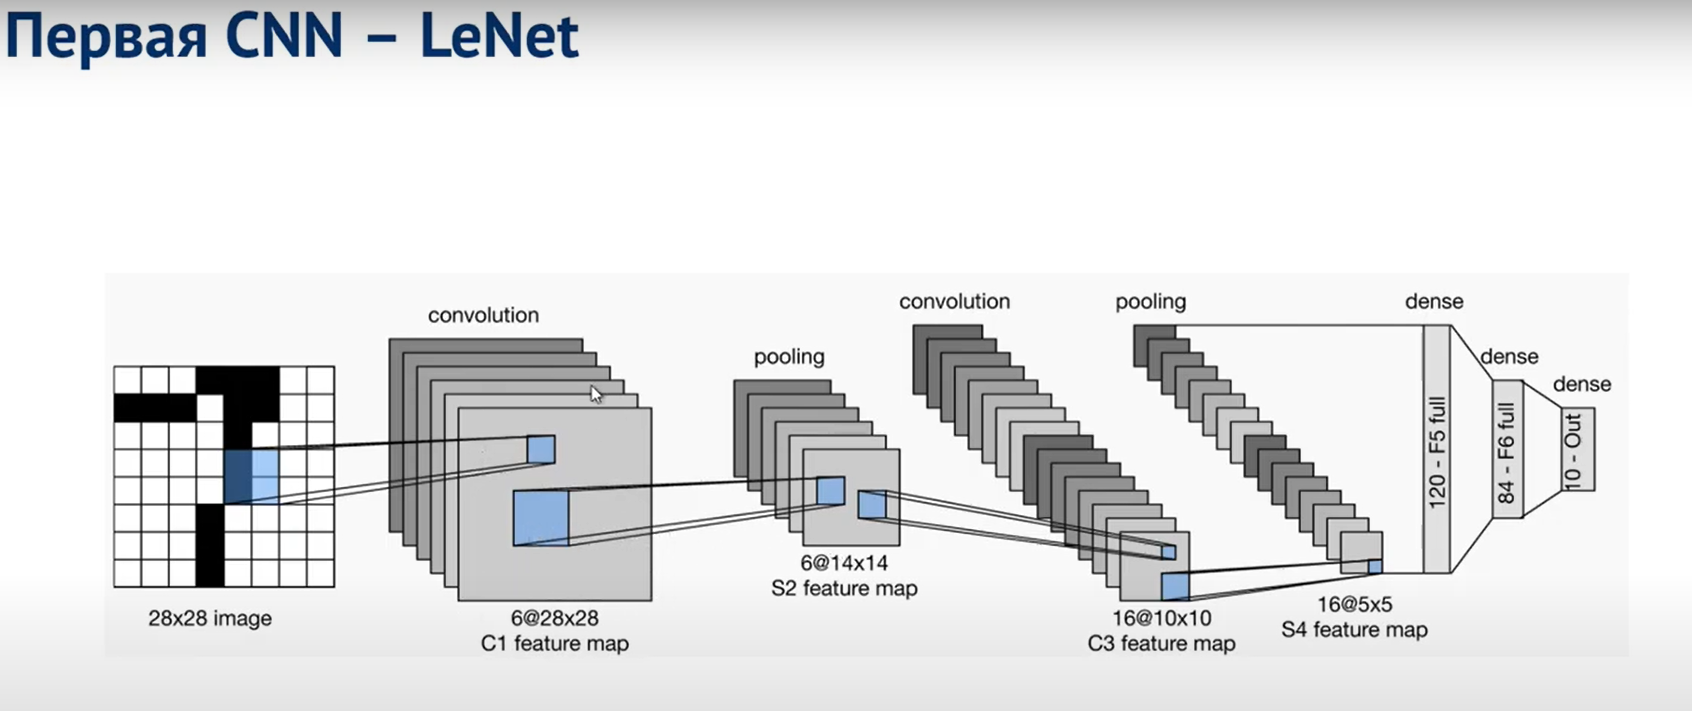 Первая CNN – LeNet
convolution
pooling
convolution
pooling
dense
dense
dense
120 - F5 full
84 - F6 full
10 - Out
28x28 image
6@28x28
C1 feature map
6@14x14
S2 feature map
16@10x10
C3 feature map
16@5x5
S4 feature map